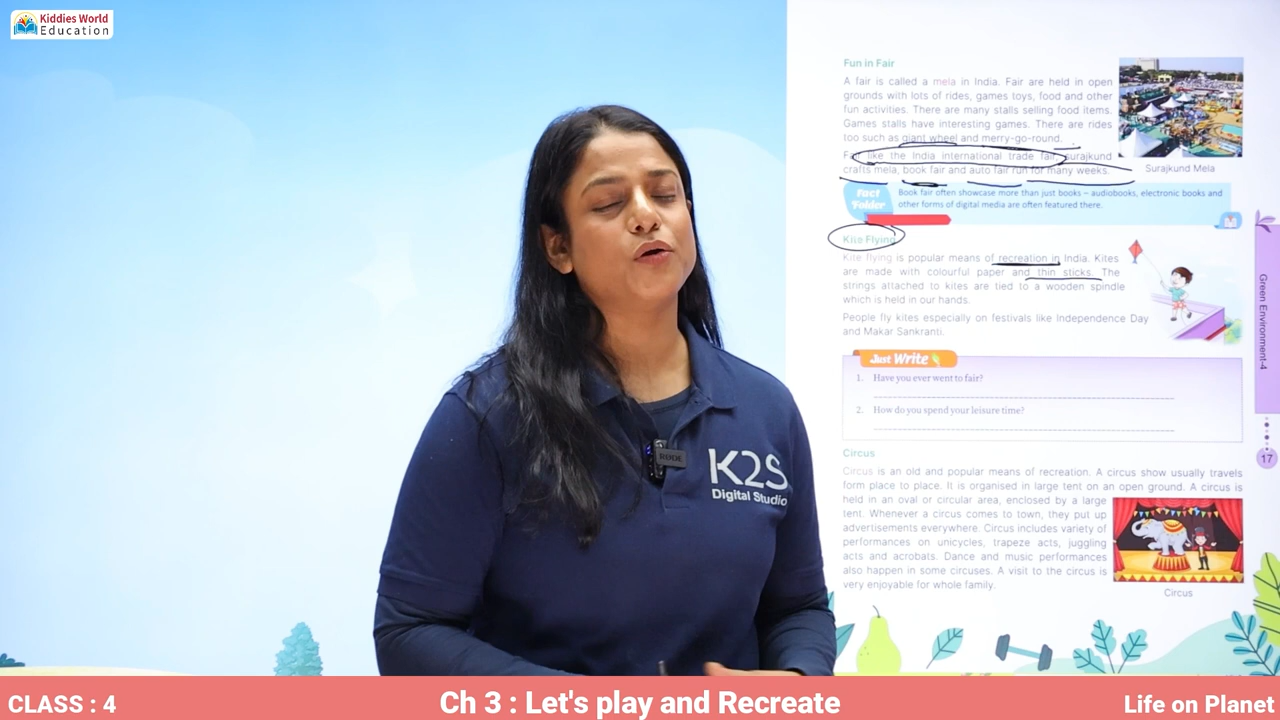 Kiddies World
Education
Fun in Fair
A fair is called a mela in India. Fair are held in open
grounds with lots of rides, games toys, food and other
fun activities. There are many stalls selling food items.
Games stalls have interesting games. There are rides
too such as giant wheel and merry-go-round.
Fair like the India international trade fair, surajkund
crafts mela, book fair and auto fair run for many weeks.
Surajkund Mela
Fact
Folder
Book fair often showcase more than just books – audiobooks, electronic books and
other forms of digital media are often featured there.
Kite Flying
Kite flying is popular means of recreation in India. Kites
are made with colourful paper and thin sticks. The
strings attached to kites are tied to a wooden spindle
which is held in our hands.
People fly kites especially on festivals like Independence Day
and Makar Sankranti.
Just Write
1. Have you ever went to fair?
2. How do you spend your leisure time?
Circus
Circus is an old and popular means of recreation. A circus show usually travels
form place to place. It is organised in large tent on an open ground. A circus is
held in an oval or circular area, enclosed by a large
tent. Whenever a circus comes to town, they put up
advertisements everywhere. Circus includes variety of
performances on unicycles, trapeze acts, juggling
acts and acrobats. Dance and music performances
also happen in some circuses. A visit to the circus is
very enjoyable for whole family.
Circus
Green Environment-4
17
RODE
K2S
Digital Studio
CLASS : 4
Ch 3 : Let's play and Recreate
Life on Planet